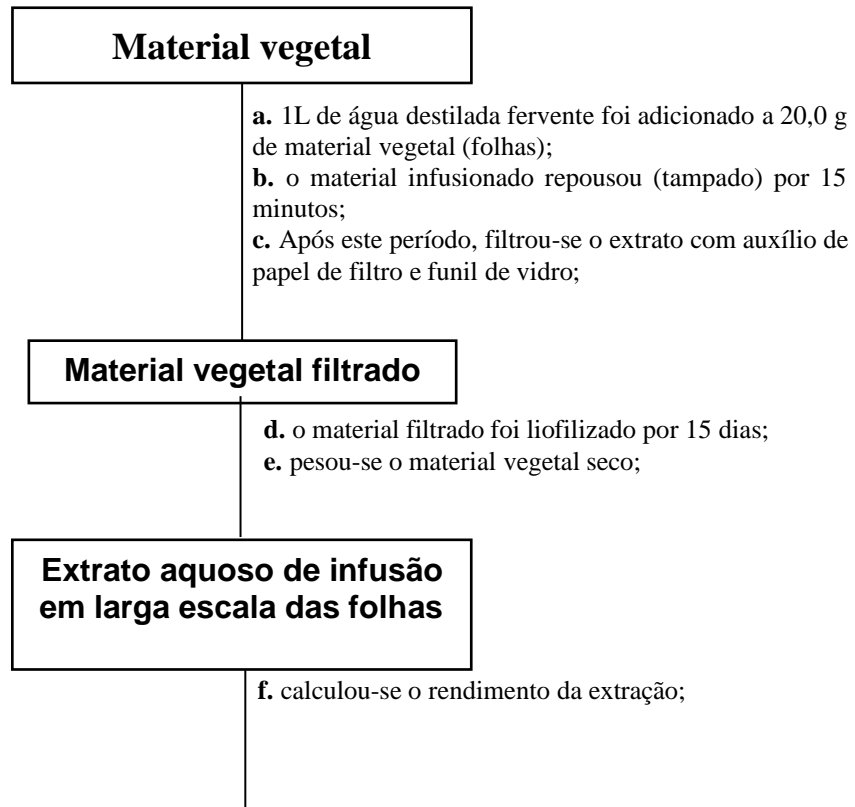 Material vegetal
a. 1L de água destilada fervente foi adicionado a 20,0 g
de material vegetal (folhas);
b. o material infusionado repousou (tampado) por 15
minutos;
c. Após este período, filtrou-se o extrato com auxílio de
papel de filtro e funil de vidro;
Material vegetal filtrado
d. o material filtrado foi liofilizado por 15 dias;
e. pesou-se o material vegetal seco;
Extrato aquoso de infusão
em larga escala das folhas
f. calculou-se o rendimento da extração;